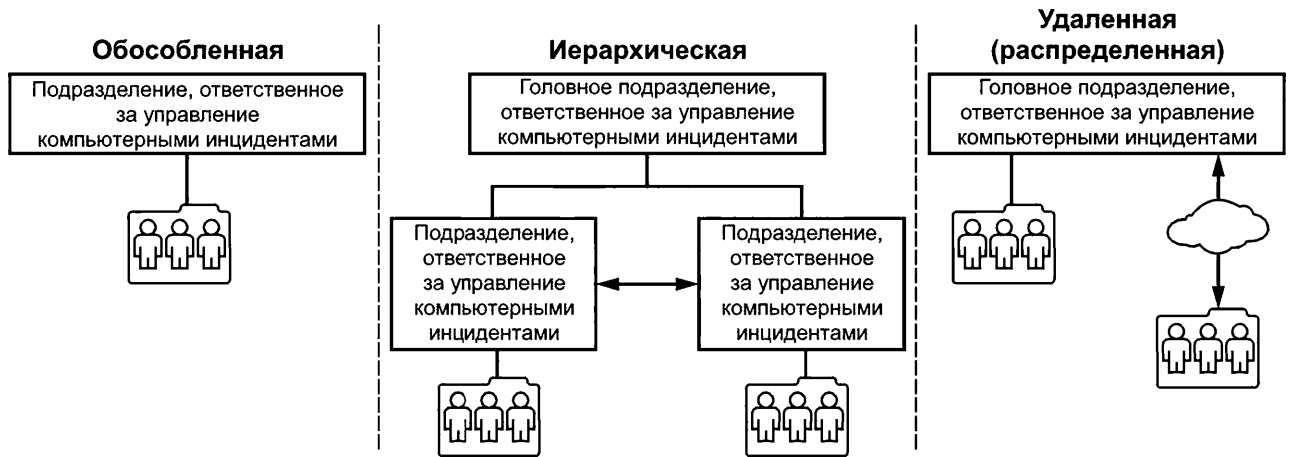 Обособленная
Подразделение, ответственное
за управление
компьютерными инцидентами
Иерархическая
Головное подразделение,
ответственное за управление
компьютерными инцидентами
Подразделение,
ответственное
за управление
компьютерными
инцидентами
Подразделение,
ответственное
за управление
компьютерными
инцидентами
Удаленная
(распределенная)
Головное подразделение,
ответственное за управление
компьютерными инцидентами